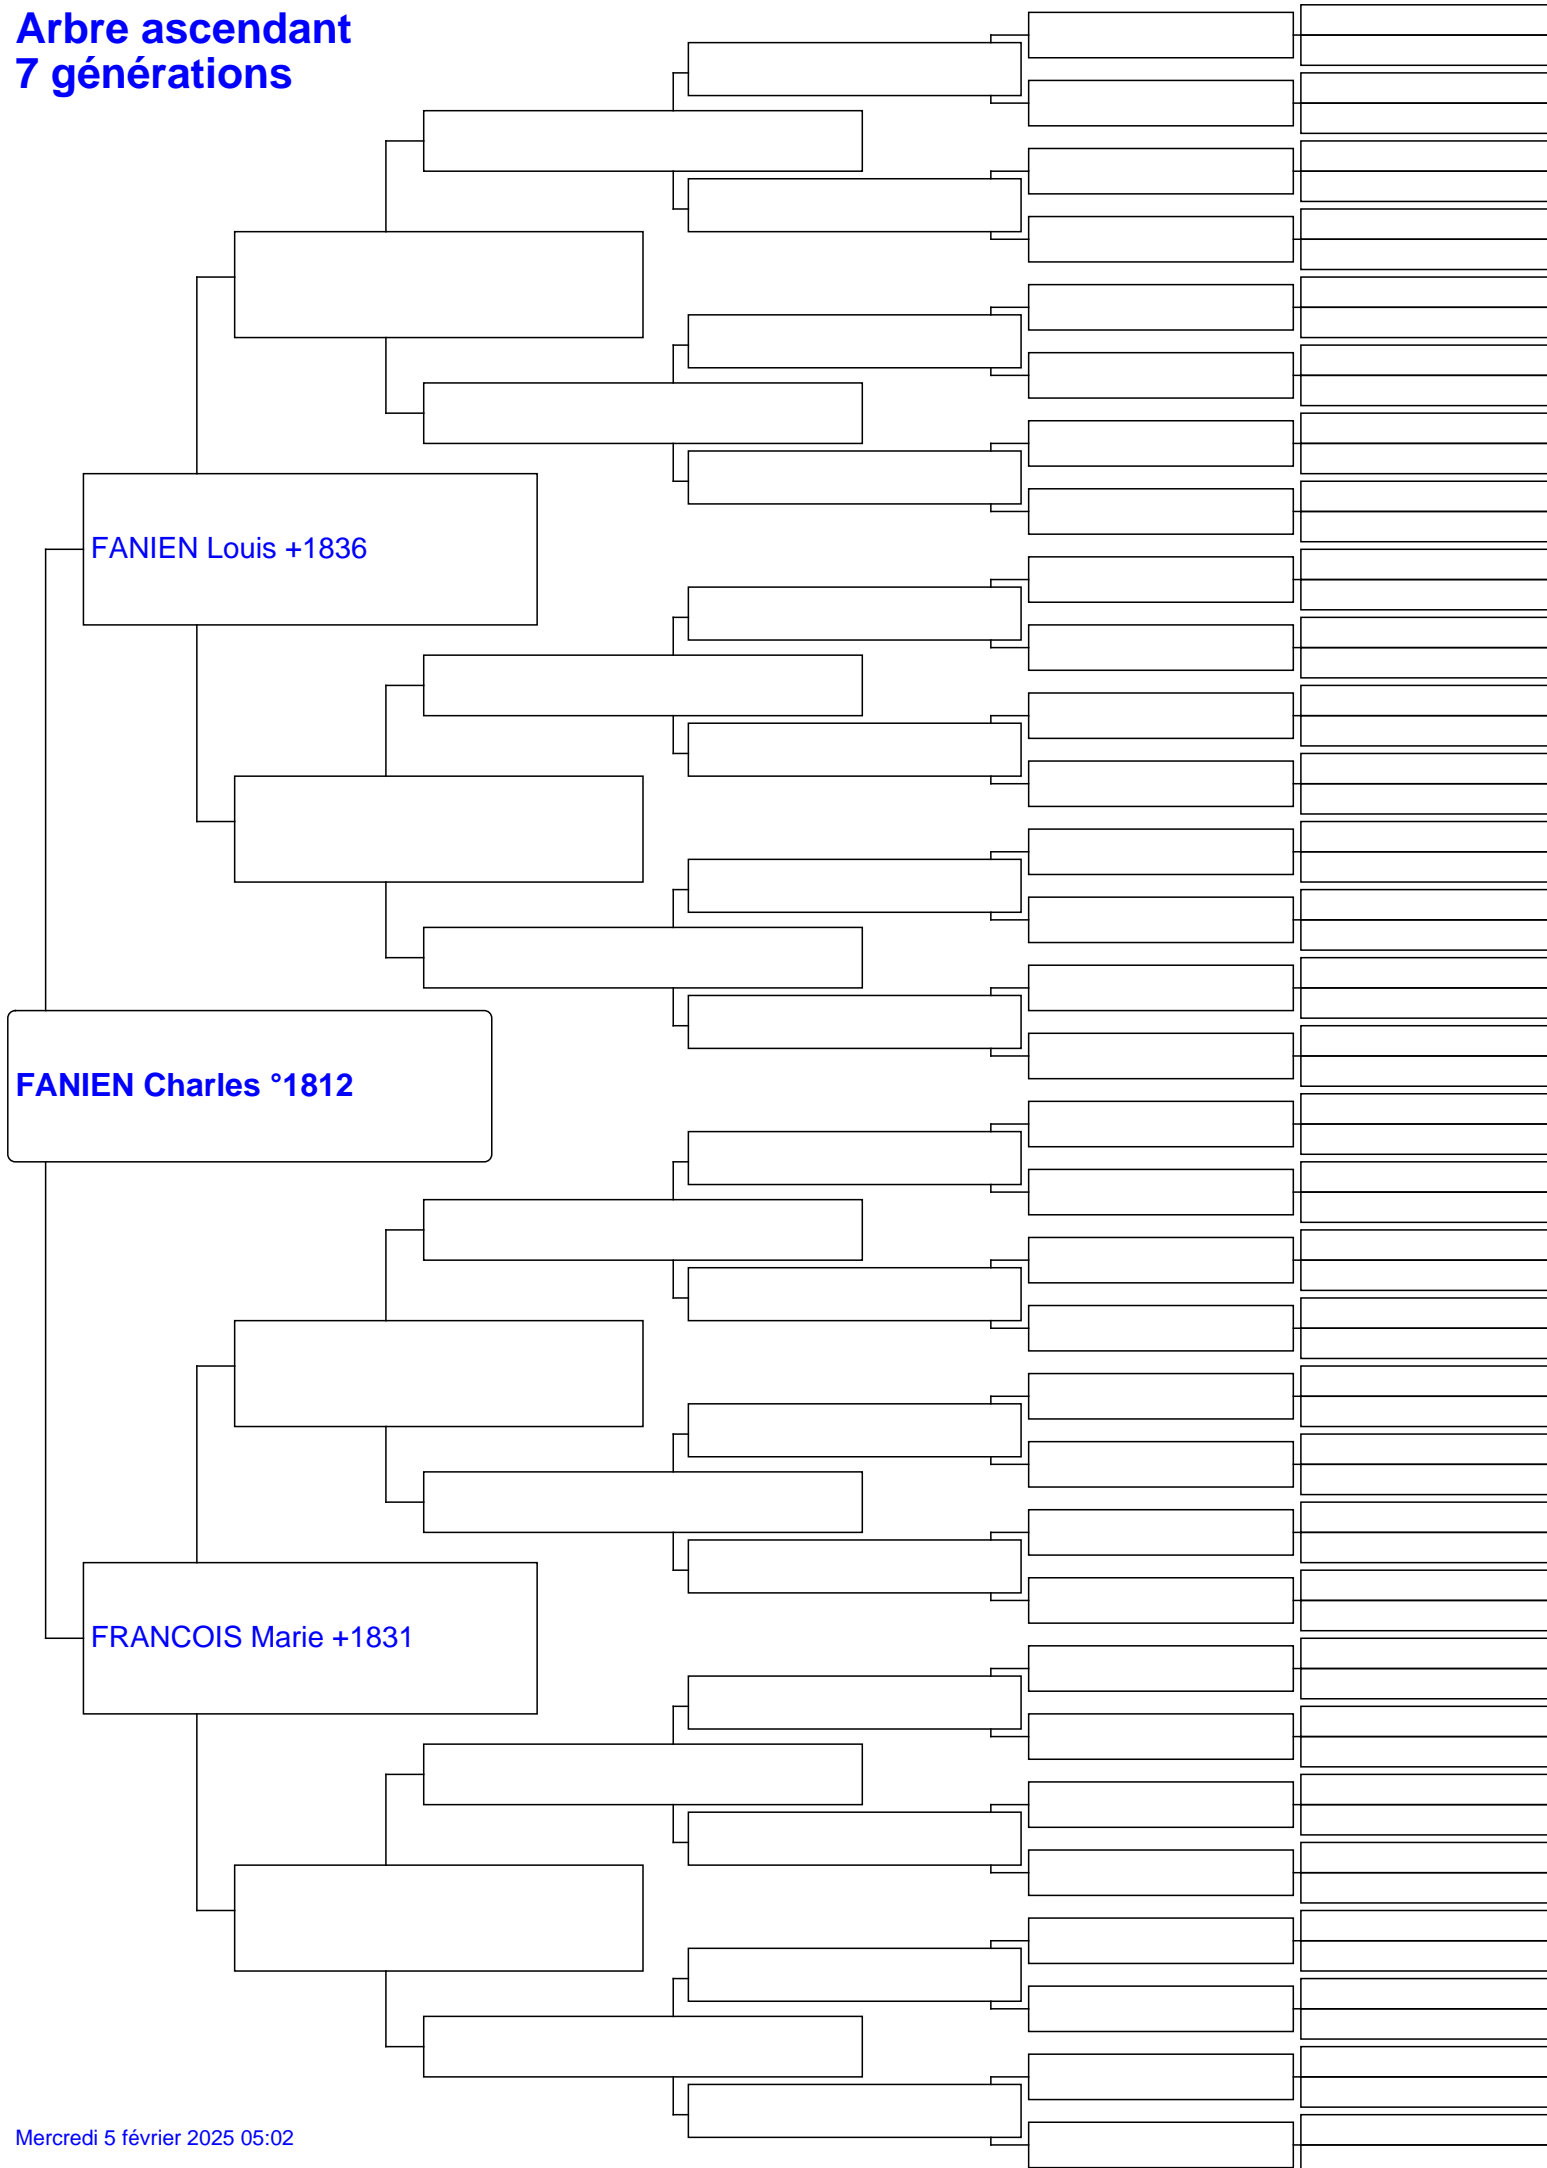 Arbre ascendant
7 générations
FANIEN Louis +1836
FANIEN Charles °1812
FRANCOIS Marie +1831
Mercredi 5 février 2025 05:02